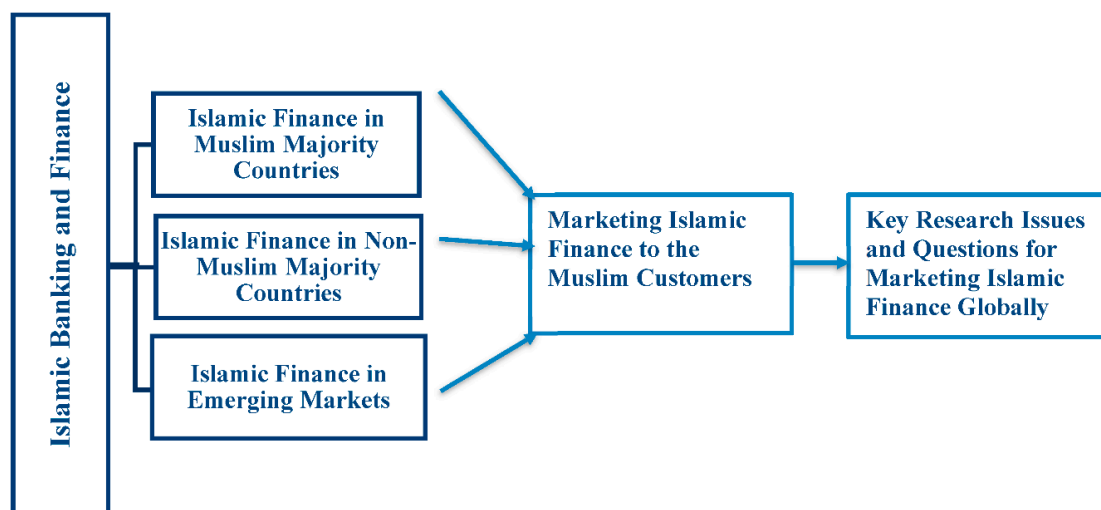 Islamic Banking and Finance
Islamic Finance in
Muslim Majority
Countries
Islamic Finance in Non-
Muslim Majority
Countries
Islamic Finance in
Emerging Markets
Marketing Islamic
Finance to the
Muslim Customers
Key Research Issues
and Questions for
Marketing Islamic
Finance Globally